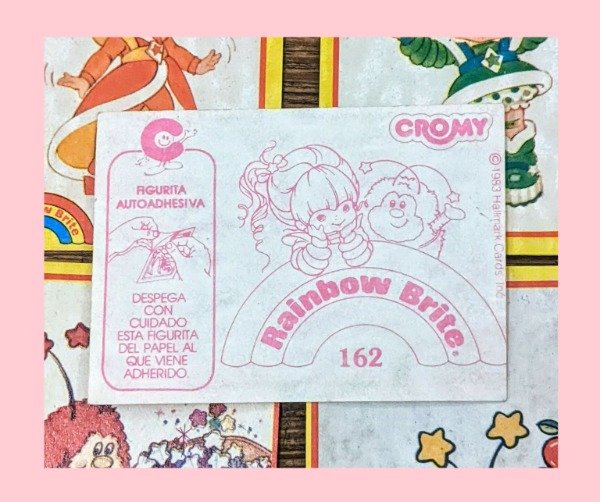 C
CROMY
FIGURITA
AUTOADHESIVA
© 1983 Hallmark Cards, Inc.
DESPEGA
CON
CUIDADO
ESTA FIGURITA
DEL PAPEL AL
QUE VIENE
ADHERIDO.
Rainbow Brite®
162
Brite